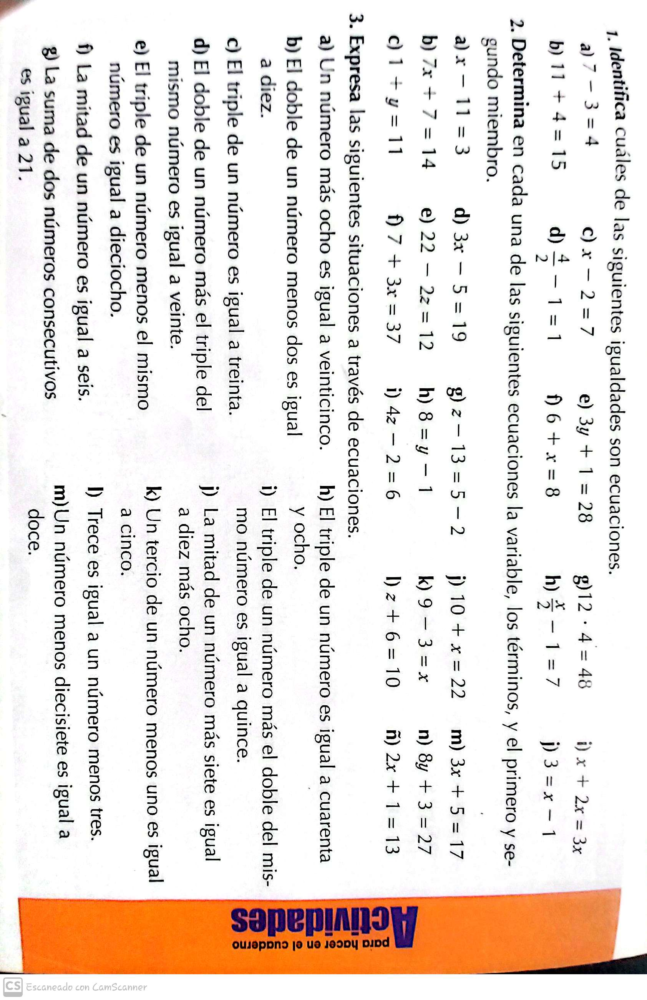 1. Identifica cuáles de las siguientes igualdades son ecuaciones.
a) 7 − 3 = 4 c) x − 2 = 7 e) 3y + 1 = 28 g) 12 · 4 = 48 i) x + 2x = 3x
b) 11 + 4 = 15 d) 4/2 − 1 = 1 f) 6 + x = 8 h) x/2 − 1 = 7 j) 3 = x − 1
2. Determina en cada una de las siguientes ecuaciones la variable, los términos, y el primero y se-
gundo miembro.
a) x − 11 = 3 d) 3x − 5 = 19 g) z − 13 = 5 − 2 j) 10 + x = 22 m) 3x + 5 = 17
b) 7x + 7 = 14 e) 22 − 2z = 12 h) 8 = y − 1 k) 9 − 3 = x n) 8y + 3 = 27
c) 1 + y = 11 f) 7 + 3x = 37 i) 4z − 2 = 6 l) z + 6 = 10 ñ) 2x + 1 = 13
3. Expresa las siguientes situaciones a través de ecuaciones.
a) Un número más ocho es igual a veinticinco.
b) El doble de un número menos dos es igual
a diez.
c) El triple de un número es igual a treinta.
d) El doble de un número más el triple del
mismo número es igual a veinte.
e) El triple de un número menos el mismo
número es igual a dieciocho.
f) La mitad de un número es igual a seis.
g) La suma de dos números consecutivos
es igual a 21.
h) El triple de un número es igual a cuarenta
y ocho.
i) El triple de un número más el doble del mis-
mo número es igual a quince.
j) La mitad de un número más siete es igual
a diez más ocho.
k) Un tercio de un número menos uno es igual
a cinco.
l) Trece es igual a un número menos tres.
m) Un número menos diecisiete es igual a
doce.
Actividades
para hacer en el cuaderno
CS Escaneado con CamScanner